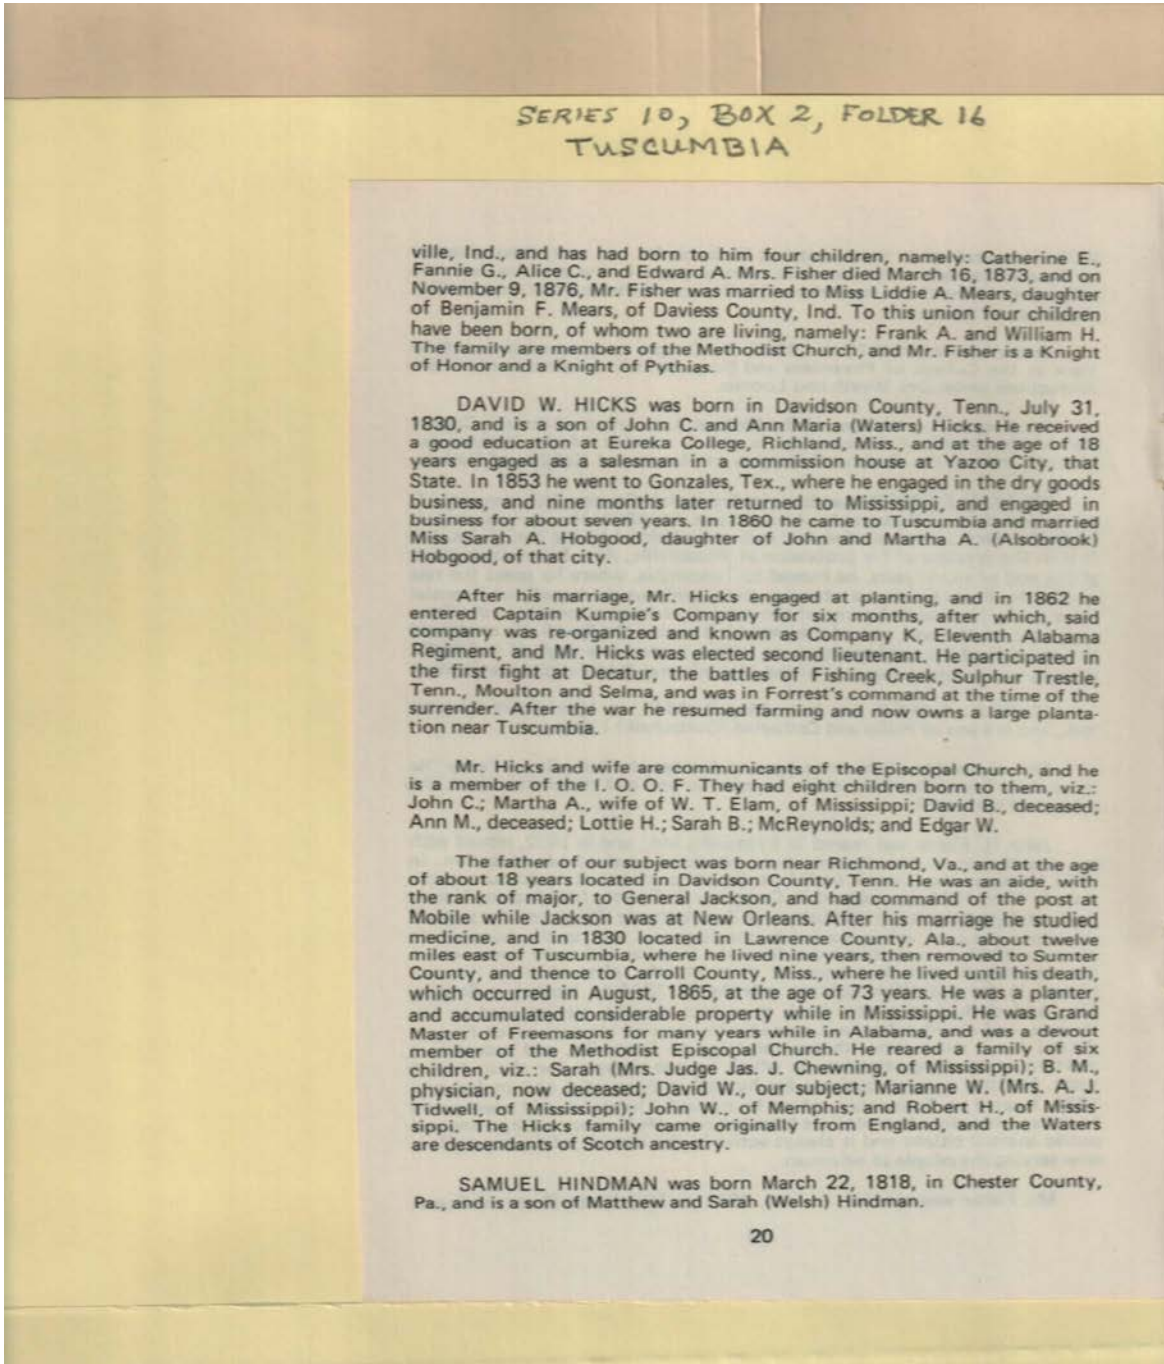 SERIES 10, BOX 2, FOLDER 16
TUSCUMBIA
ville, Ind., and has had born to him four children, namely: Catherine E.,
Fannie G., Alice C., and Edward A. Mrs. Fisher died March 16, 1873, and on
November 9, 1876, Mr. Fisher was married to Miss Liddie A. Mears, daughter
of Benjamin F. Mears, of Daviess County, Ind. To this union four children
have been born, of whom two are living, namely: Frank A. and William H.
The family are members of the Methodist Church, and Mr. Fisher is a Knight
of Honor and a Knight of Pythias.
DAVID W. HICKS was born in Davidson County, Tenn., July 31,
1830, and is a son of John C. and Ann Maria (Waters) Hicks. He received
a good education at Eureka College, Richland, Miss., and at the age of 18
years engaged as a salesman in a commission house at Yazoo City, that
State. In 1853 he went to Gonzales, Tex., where he engaged in the dry goods
business, and nine months later returned to Mississippi, and engaged in
business for about seven years. In 1860 he came to Tuscumbia and married
Miss Sarah A. Hobgood, daughter of John and Martha A. (Alsobrook)
Hobgood, of that city.
After his marriage, Mr. Hicks engaged at planting, and in 1862 he
entered Captain Kumpie's Company for six months, after which, said
company was re-organized and known as Company K, Eleventh Alabama
Regiment, and Mr. Hicks was elected second lieutenant. He participated in
the first fight at Decatur, the battles of Fishing Creek, Sulphur Trestle,
Tenn., Moulton and Selma, and was in Forrest's command at the time of the
surrender. After the war he resumed farming and now owns a large planta-
tion near Tuscumbia.
Mr. Hicks and wife are communicants of the Episcopal Church, and he
is a member of the I. O. O. F. They had eight children born to them, viz.:
John C.; Martha A., wife of W. T. Elam, of Mississippi; David B., deceased;
Ann M., deceased; Lottie H.; Sarah B.; McReynolds; and Edgar W.
The father of our subject was born near Richmond, Va., and at the age
of about 18 years located in Davidson County, Tenn. He was an aide, with
the rank of major, to General Jackson, and had command of the post at
Mobile while Jackson was at New Orleans. After his marriage he studied
medicine, and in 1830 located in Lawrence County, Ala., about twelve
miles east of Tuscumbia, where he lived nine years, then removed to Sumter
County, and thence to Carroll County, Miss., where he lived until his death,
which occurred in August, 1865, at the age of 73 years. He was a planter,
and accumulated considerable property while in Mississippi. He was Grand
Master of Freemasons for many years while in Alabama, and was a devout
member of the Methodist Episcopal Church. He reared a family of six
children, viz.: Sarah (Mrs. Judge Jas. J. Chewning, of Mississippi); B. M.,
physician, now deceased; David W., our subject; Marianne W. (Mrs. A. J.
Tidwell, of Mississippi); John W., of Memphis; and Robert H., of Missis-
sippi. The Hicks family came originally from England, and the Waters
are descendants of Scotch ancestry.
SAMUEL HINDMAN was born March 22, 1818, in Chester County,
Pa., and is a son of Matthew and Sarah (Welsh) Hindman.
20